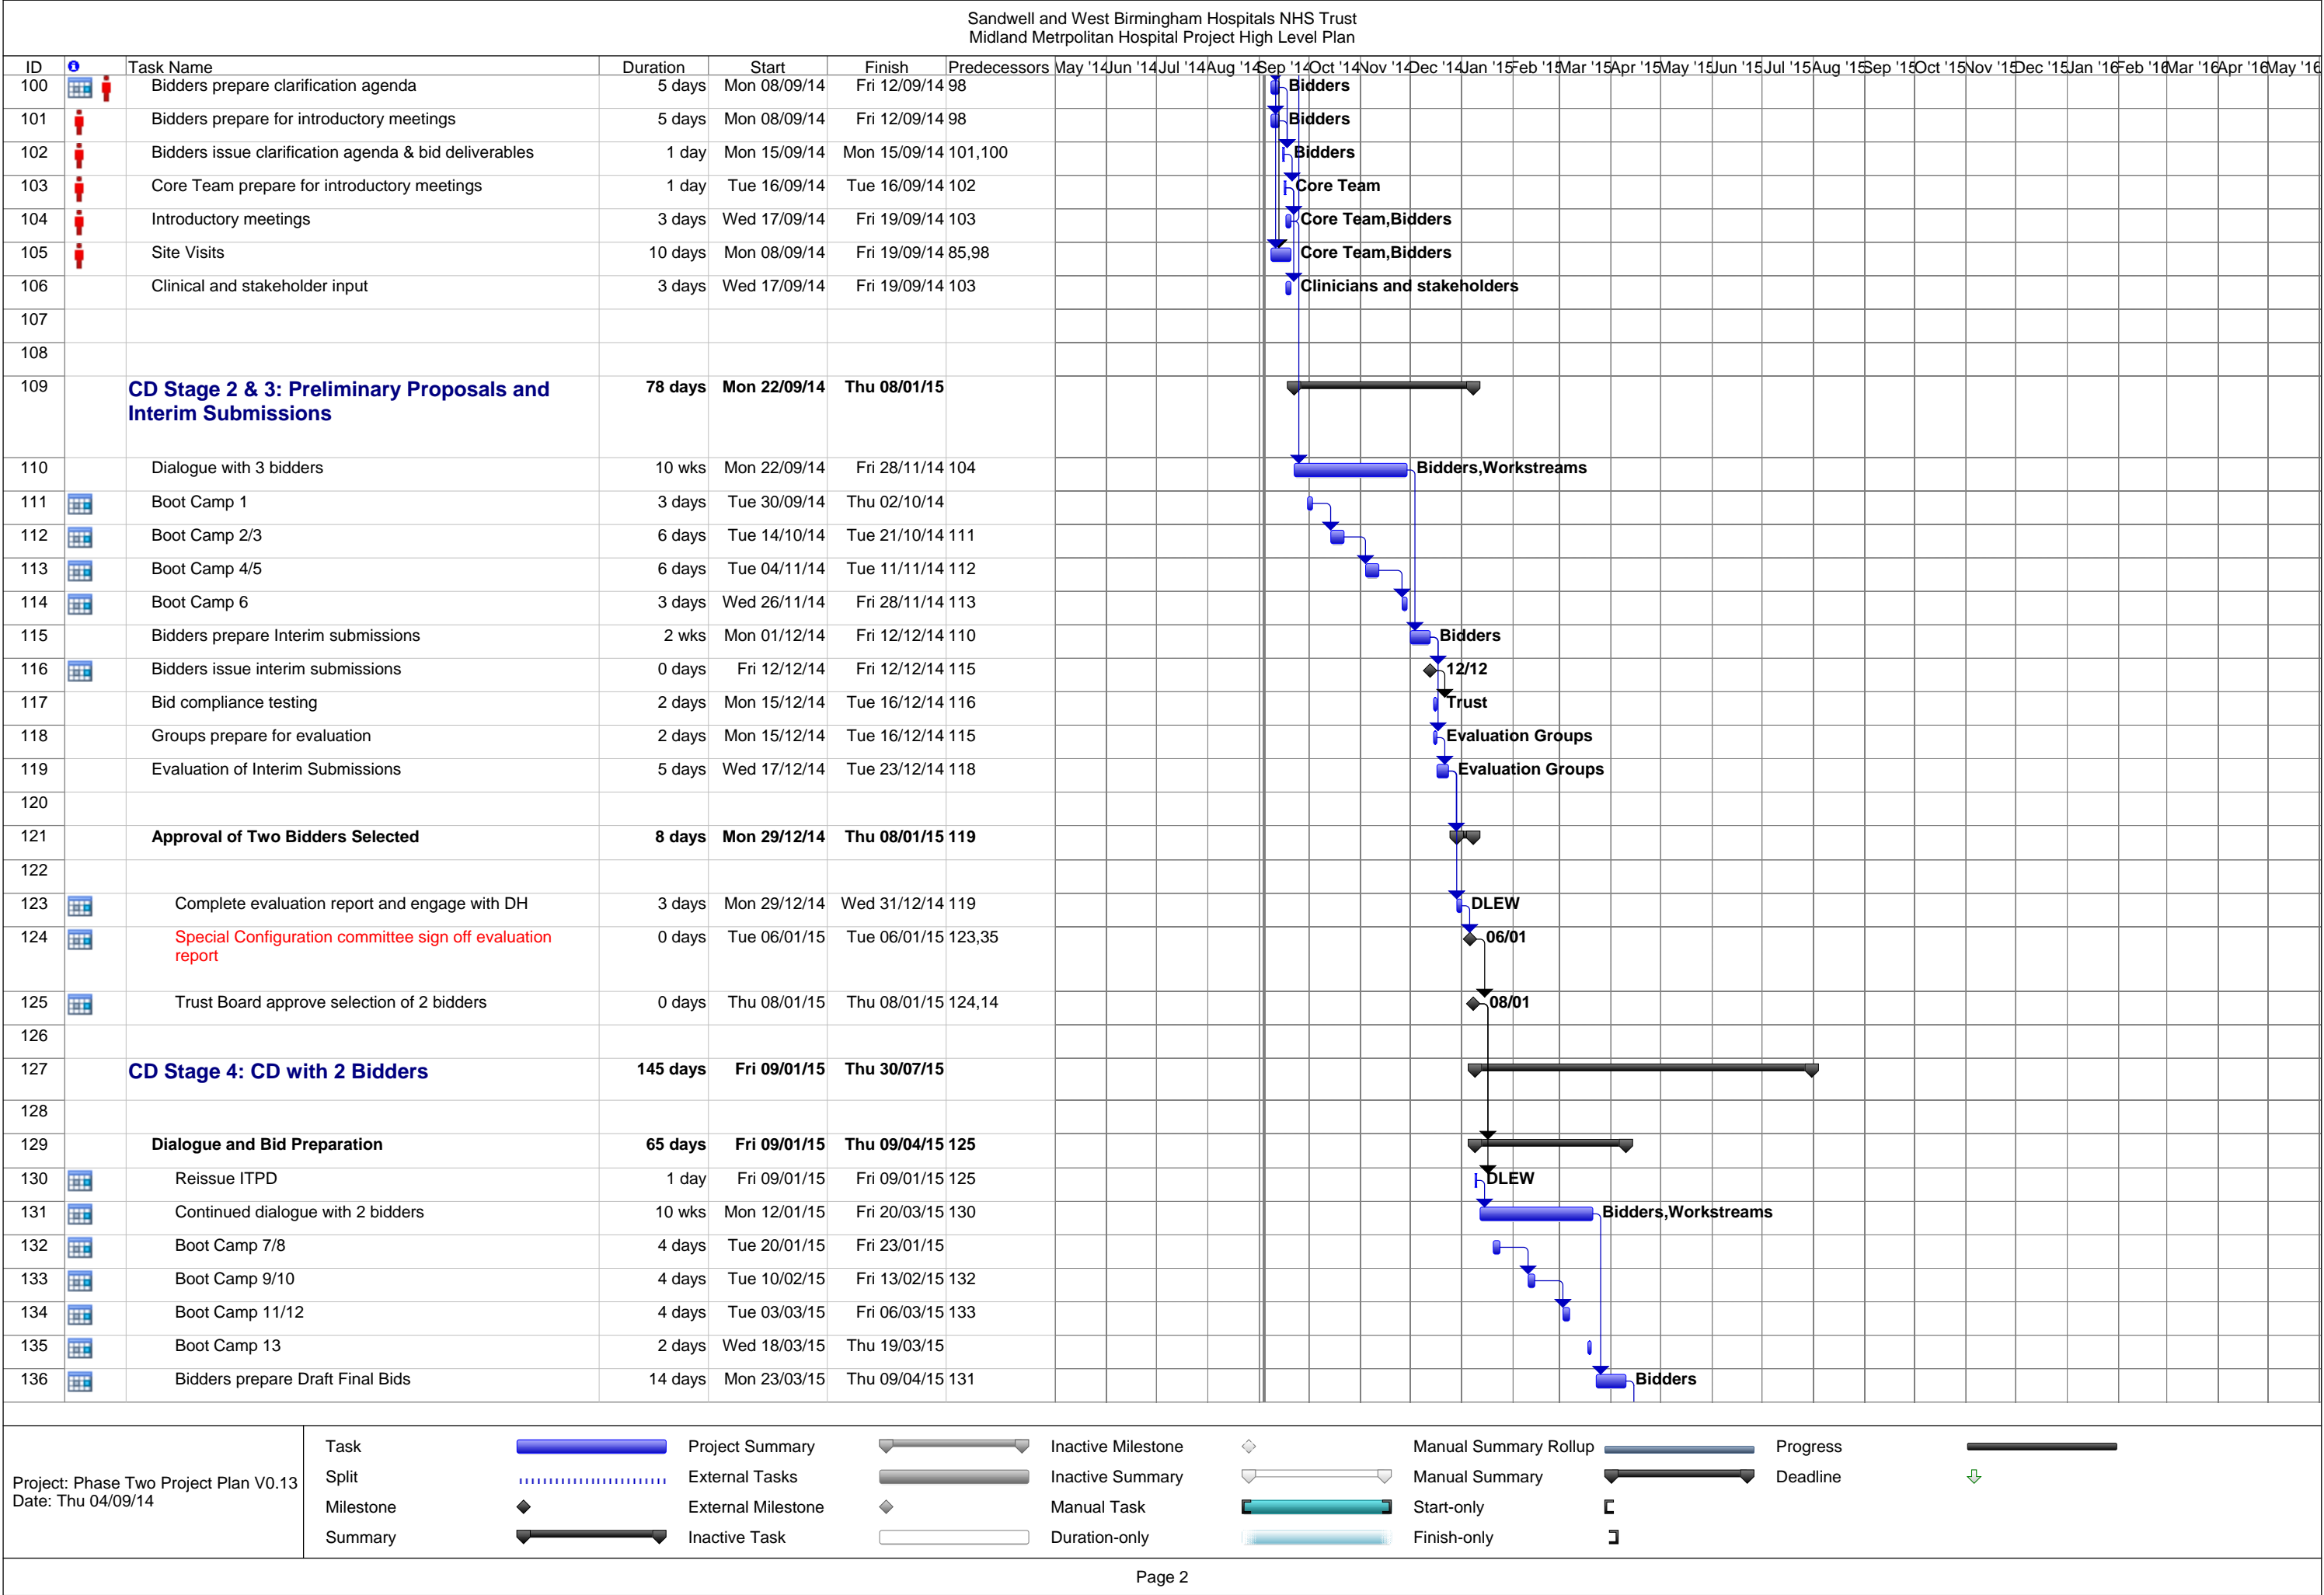 Sandwell and West Birmingham Hospitals NHS Trust
Midland Metrpolitan Hospital Project High Level Plan
ID Task Name Duration Start Finish Predecessors May '14 Jun '14 Jul '14 Aug '14 Sep '14 Oct '14 Nov '14 Dec '14 Jan '15 Feb '15 Mar '15 Apr '15 May '15 Jun '15 Jul '15 Aug '15 Sep '15 Oct '15 Nov '15 Dec '15 Jan '16 Feb '16 Mar '16 Apr '16 May '16
100 Bidders prepare clarification agenda 5 days Mon 08/09/14 Fri 12/09/14 98 Bidders
101 Bidders prepare for introductory meetings 5 days Mon 08/09/14 Fri 12/09/14 98 Bidders
102 Bidders issue clarification agenda & bid deliverables 1 day Mon 15/09/14 Mon 15/09/14 101,100 Bidders
103 Core Team prepare for introductory meetings 1 day Tue 16/09/14 Tue 16/09/14 102 Core Team
104 Introductory meetings 3 days Wed 17/09/14 Fri 19/09/14 103 Core Team,Bidders
105 Site Visits 10 days Mon 08/09/14 Fri 19/09/14 85,98 Core Team,Bidders
106 Clinical and stakeholder input 3 days Wed 17/09/14 Fri 19/09/14 103 Clinicians and stakeholders
107
108
109 CD Stage 2 & 3: Preliminary Proposals and 78 days Mon 22/09/14 Thu 08/01/15
Interim Submissions
110 Dialogue with 3 bidders 10 wks Mon 22/09/14 Fri 28/11/14 104 Bidders,Workstreams
111 Boot Camp 1 3 days Tue 30/09/14 Thu 02/10/14
112 Boot Camp 2/3 6 days Tue 14/10/14 Tue 21/10/14 111
113 Boot Camp 4/5 6 days Tue 04/11/14 Tue 11/11/14 112
114 Boot Camp 6 3 days Wed 26/11/14 Fri 28/11/14 113
115 Bidders prepare Interim submissions 2 wks Mon 01/12/14 Fri 12/12/14 110 Bidders
116 Bidders issue interim submissions 0 days Fri 12/12/14 Fri 12/12/14 115 12/12
117 Bid compliance testing 2 days Mon 15/12/14 Tue 16/12/14 116 Trust
118 Groups prepare for evaluation 2 days Mon 15/12/14 Tue 16/12/14 115 Evaluation Groups
119 Evaluation of Interim Submissions 5 days Wed 17/12/14 Tue 23/12/14 118 Evaluation Groups
120
121 Approval of Two Bidders Selected 8 days Mon 29/12/14 Thu 08/01/15 119
122
123 Complete evaluation report and engage with DH 3 days Mon 29/12/14 Wed 31/12/14 119 DLEW
124 Special Configuration committee sign off evaluation 0 days Tue 06/01/15 Tue 06/01/15 123,35 06/01
report
125 Trust Board approve selection of 2 bidders 0 days Thu 08/01/15 Thu 08/01/15 124,14 08/01
126
127 CD Stage 4: CD with 2 Bidders 145 days Fri 09/01/15 Thu 30/07/15
128
129 Dialogue and Bid Preparation 65 days Fri 09/01/15 Thu 09/04/15 125
130 Reissue ITPD 1 day Fri 09/01/15 Fri 09/01/15 125 DLEW
131 Continued dialogue with 2 bidders 10 wks Mon 12/01/15 Fri 20/03/15 130 Bidders,Workstreams
132 Boot Camp 7/8 4 days Tue 20/01/15 Fri 23/01/15
133 Boot Camp 9/10 4 days Tue 10/02/15 Fri 13/02/15 132
134 Boot Camp 11/12 4 days Tue 03/03/15 Fri 06/03/15 133
135 Boot Camp 13 2 days Wed 18/03/15 Thu 19/03/15
136 Bidders prepare Draft Final Bids 14 days Mon 23/03/15 Thu 09/04/15 131 Bidders
Project: Phase Two Project Plan V0.13
Date: Thu 04/09/14
Task Project Summary Inactive Milestone Manual Summary Rollup Progress
Split External Tasks Inactive Summary Manual Summary Deadline
Milestone External Milestone Manual Task Start-only
Summary Inactive Task Duration-only Finish-only
Page 2